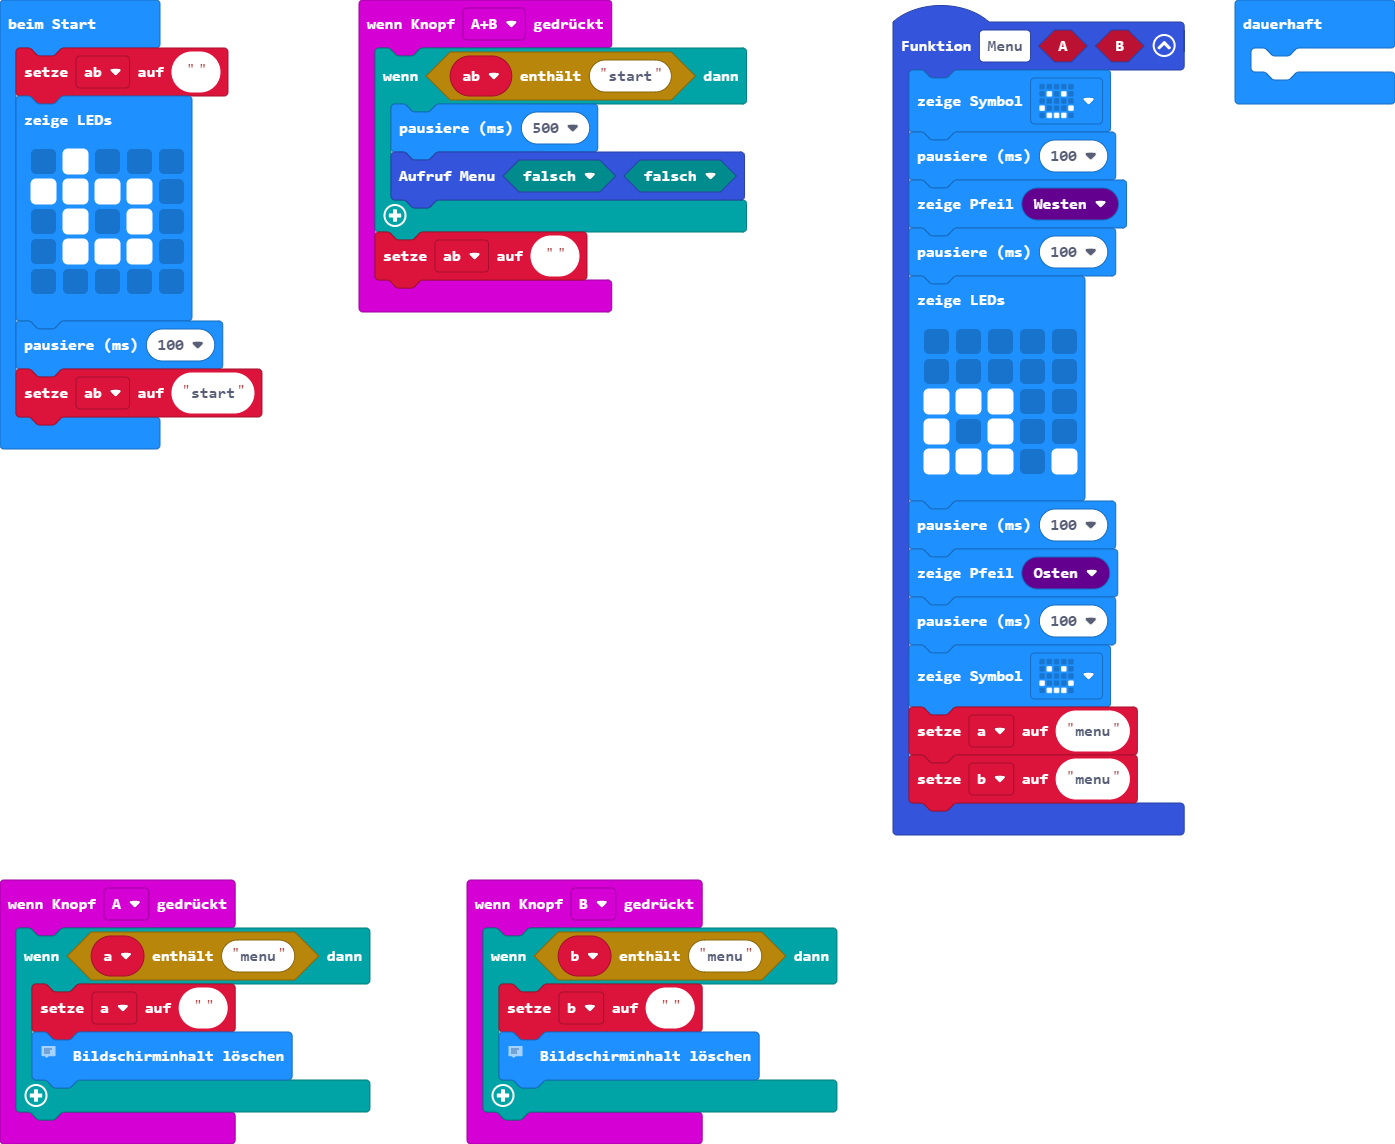 beim Start
setze ab auf " "
zeige LEDs
pausiere (ms) 100
setze ab auf "start"
wenn Knopf A+B gedrückt
wenn ab enthält "start" dann
pausiere (ms) 500
Aufruf Menu falsch falsch
setze ab auf " "
Funktion Menu A B
zeige Symbol
pausiere (ms) 100
zeige Pfeil Westen
pausiere (ms) 100
zeige LEDs
pausiere (ms) 100
zeige Pfeil Osten
pausiere (ms) 100
zeige Symbol
setze a auf "menu"
setze b auf "menu"
dauerhaft
wenn Knopf A gedrückt
wenn a enthält "menu" dann
setze a auf " "
Bildschirminhalt löschen
wenn Knopf B gedrückt
wenn b enthält "menu" dann
setze b auf " "
Bildschirminhalt löschen